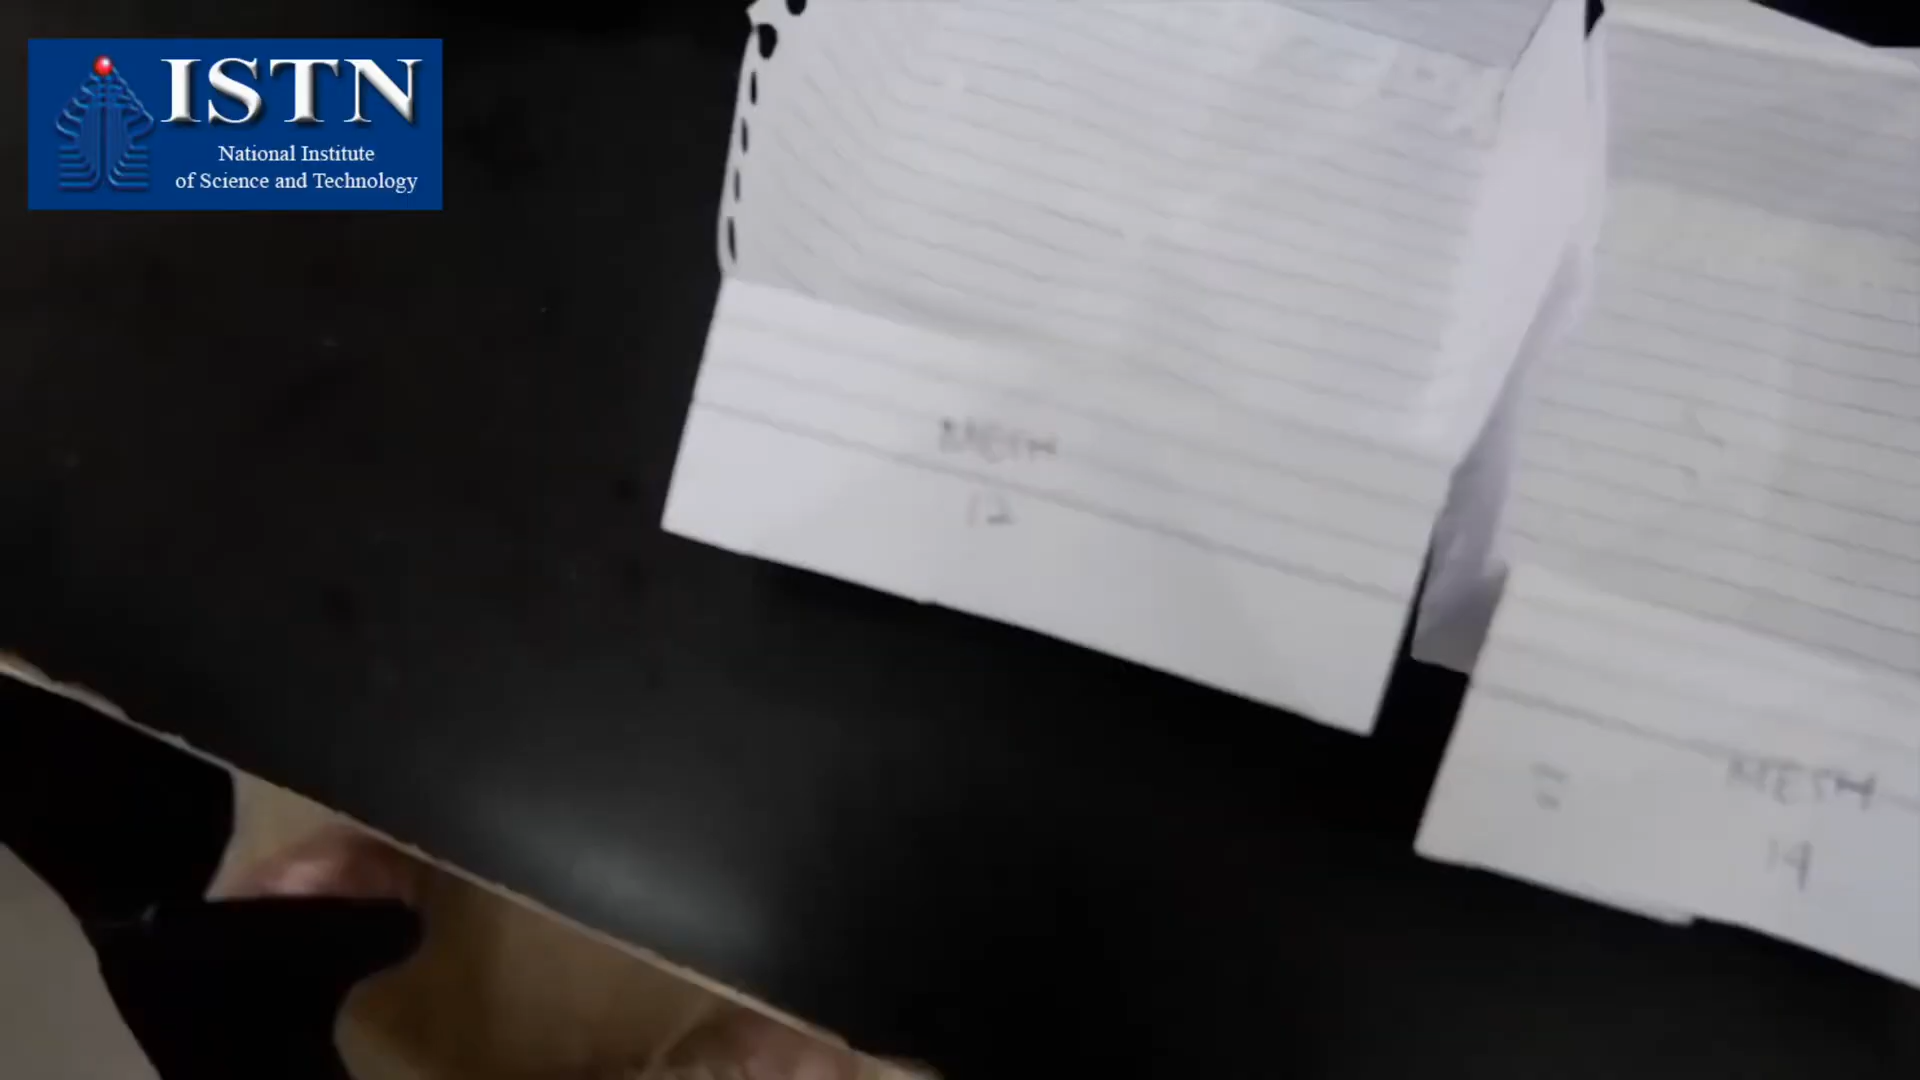 ISTN
National Institute
of Science and Technology
MESH
12
MESH
14